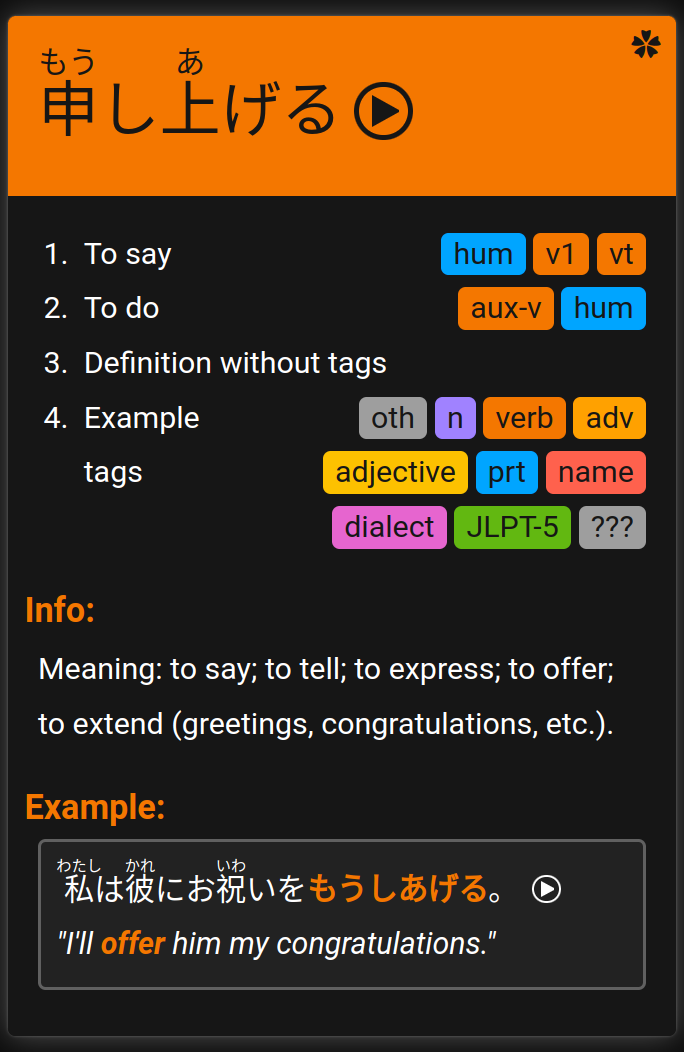 もう あ
申し上げる
1. To say hum v1 vt
2. To do aux-v hum
3. Definition without tags
4. Example oth n verb adv
tags adjective prt name
dialect JLPT-5 ???
Info:
Meaning: to say; to tell; to express; to offer;
to extend (greetings, congratulations, etc.).
Example:
わたし かれ いわ
私は彼にお祝いをもうしあげる。
"I'll offer him my congratulations."